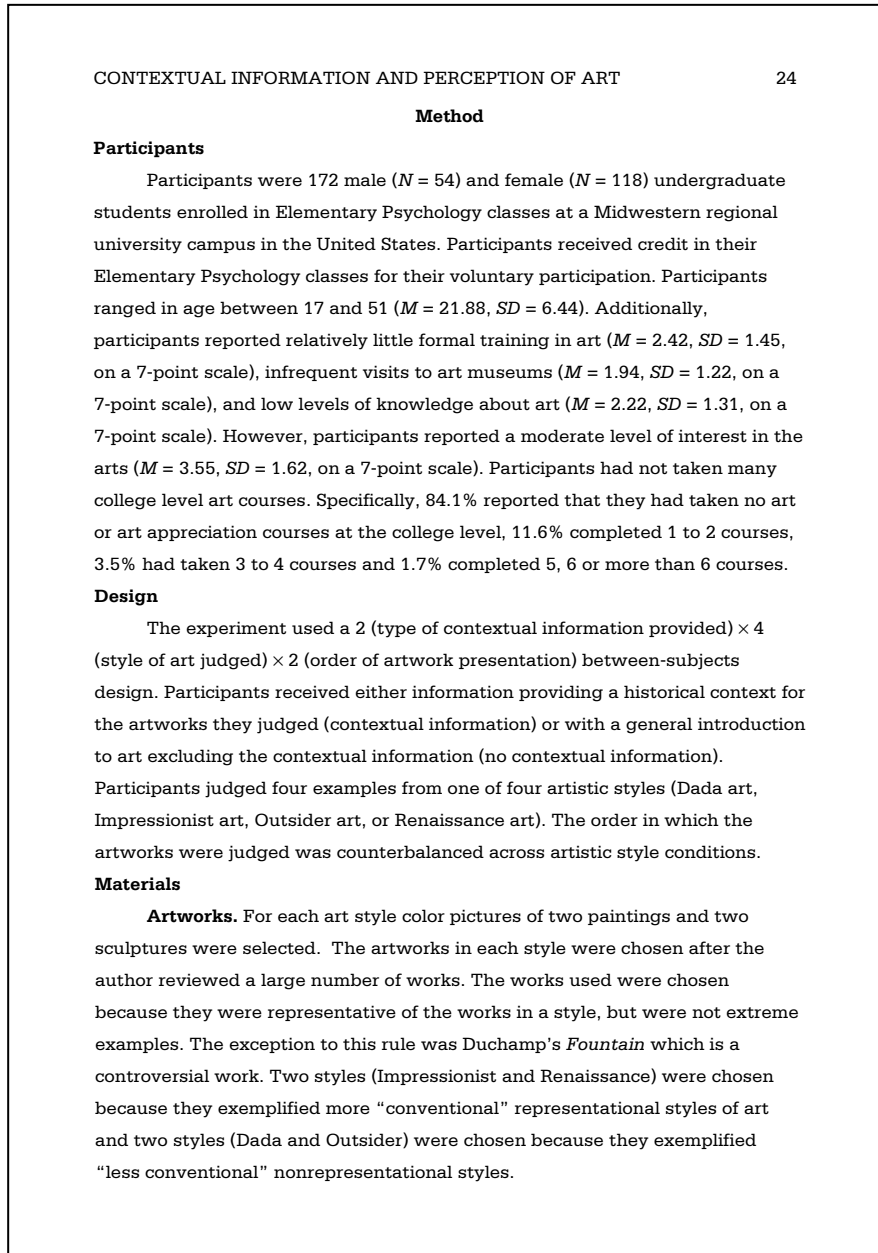 CONTEXTUAL INFORMATION AND PERCEPTION OF ART 24
Method
Participants
Participants were 172 male (N = 54) and female (N = 118) undergraduate
students enrolled in Elementary Psychology classes at a Midwestern regional
university campus in the United States. Participants received credit in their
Elementary Psychology classes for their voluntary participation. Participants
ranged in age between 17 and 51 (M = 21.88, SD = 6.44). Additionally,
participants reported relatively little formal training in art (M = 2.42, SD = 1.45,
on a 7-point scale), infrequent visits to art museums (M = 1.94, SD = 1.22, on a
7-point scale), and low levels of knowledge about art (M = 2.22, SD = 1.31, on a
7-point scale). However, participants reported a moderate level of interest in the
arts (M = 3.55, SD = 1.62, on a 7-point scale). Participants had not taken many
college level art courses. Specifically, 84.1% reported that they had taken no art
or art appreciation courses at the college level, 11.6% completed 1 to 2 courses,
3.5% had taken 3 to 4 courses and 1.7% completed 5, 6 or more than 6 courses.
Design
The experiment used a 2 (type of contextual information provided) × 4
(style of art judged) × 2 (order of artwork presentation) between-subjects
design. Participants received either information providing a historical context for
the artworks they judged (contextual information) or with a general introduction
to art excluding the contextual information (no contextual information).
Participants judged four examples from one of four artistic styles (Dada art,
Impressionist art, Outsider art, or Renaissance art). The order in which the
artworks were judged was counterbalanced across artistic style conditions.
Materials
Artworks. For each art style color pictures of two paintings and two
sculptures were selected.  The artworks in each style were chosen after the
author reviewed a large number of works. The works used were chosen
because they were representative of the works in a style, but were not extreme
examples. The exception to this rule was Duchamp’s Fountain which is a
controversial work. Two styles (Impressionist and Renaissance) were chosen
because they exemplified more “conventional” representational styles of art
and two styles (Dada and Outsider) were chosen because they exemplified
“less conventional” nonrepresentational styles.